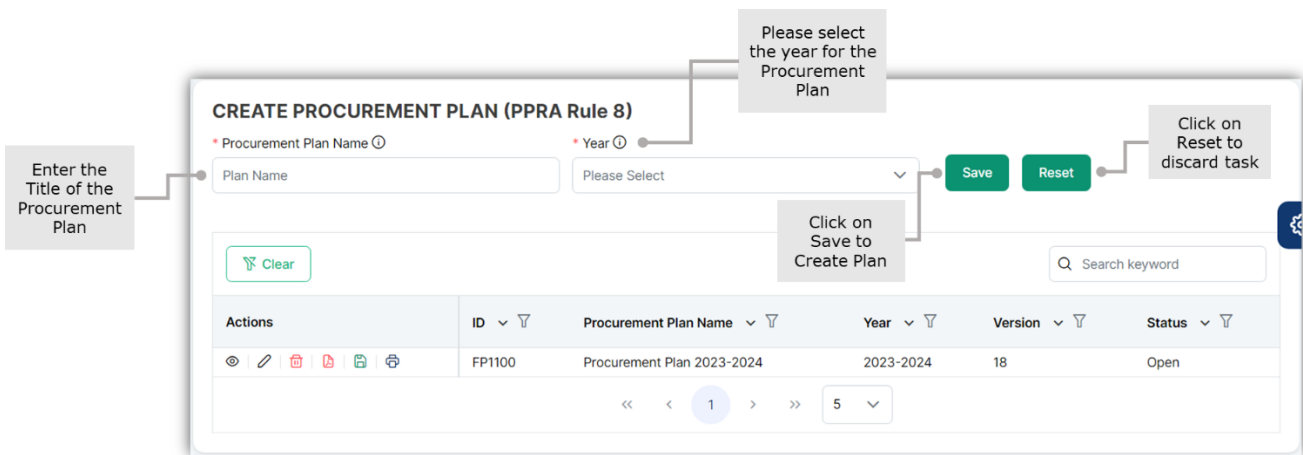 Please select
the year for the
Procurement
Plan
CREATE PROCUREMENT PLAN (PPRA Rule 8)
* Procurement Plan Name
* Year
Click on
Reset to
discard task
Enter the
Title of the
Procurement
Plan
Plan Name
Please Select
Save
Reset
Click on
Save to
Create Plan
Clear
Search keyword
Actions ID Procurement Plan Name Year Version Status
FP1100 Procurement Plan 2023-2024 2023-2024 18 Open
<< < 1 > >> 5